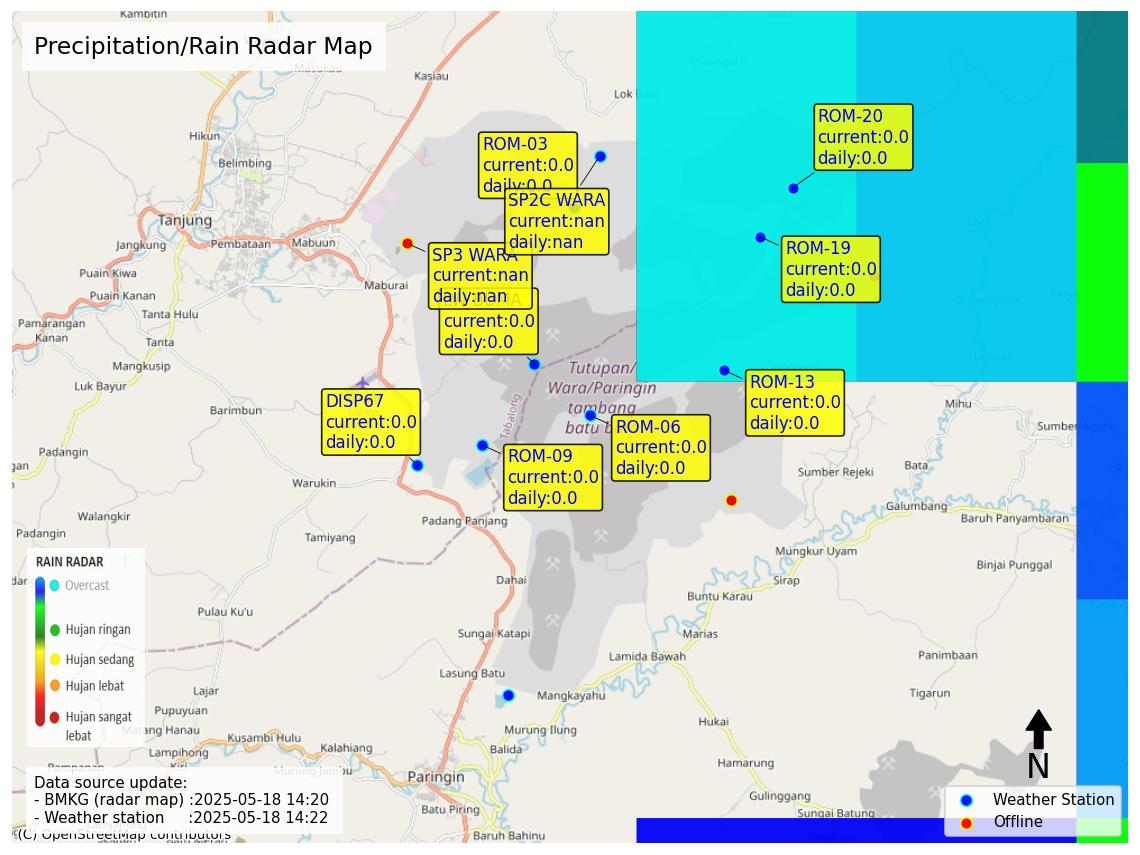 Precipitation/Rain Radar Map
Kambitan
Masukau
Kasiau
Lok
Masingai II
Hikun
Belimbing
Tanjung
Jangkung
Pembataan
Mabuun
Puain Kiwa
Puain Kanan
Maburai
Tanta Hulu
Pamarangan
Kanan
Tanta
Mangkusip
Luk Bayur
Barimbun
Padangin
Warukin
Walangkir
Padangin
Tamiyang
Padang Panjang
Dahai
Pulau Ku'u
Sungai Katapi
Lajar
Lasung Batu
Pupuyuan
Matang Hanau
Kusambi Hulu
Lampihong
Kiri
Kalahiang
Murung Jambu
Paringin
Balida
Batu Piring
Baruh Bahinu
Mangkayahu
Murung Ilung
Lamida Bawah
Marias
Buntu Karau
Sirap
Mungkur Uyam
Galumbang
Baruh Panyambaran
Binjai Punggal
Bata
Sumber Rejeki
Mihu
Sumber Agung
Liyu
Gunung Riut
Lalayau
Panimbaan
Tigarun
Hukai
Hamarung
Gulinggang
Sungai Batung
Tabalong
Tutupan/
Wara/Paringin
tambang
batu b
ROM-03
current:0.0
daily:0.0
SP2C WARA
current:nan
daily:nan
SP3 WARA
current:nan
daily:nan
current:0.0
daily:0.0
DISP67
current:0.0
daily:0.0
ROM-09
current:0.0
daily:0.0
ROM-06
current:0.0
daily:0.0
ROM-13
current:0.0
daily:0.0
ROM-19
current:0.0
daily:0.0
ROM-20
current:0.0
daily:0.0
RAIN RADAR
Overcast
Hujan ringan
Hujan sedang
Hujan lebat
Hujan sangat
lebat
Data source update:
- BMKG (radar map) :2025-05-18 14:20
- Weather station :2025-05-18 14:22
(C) OpenStreetMap contributors
N
Weather Station
Offline